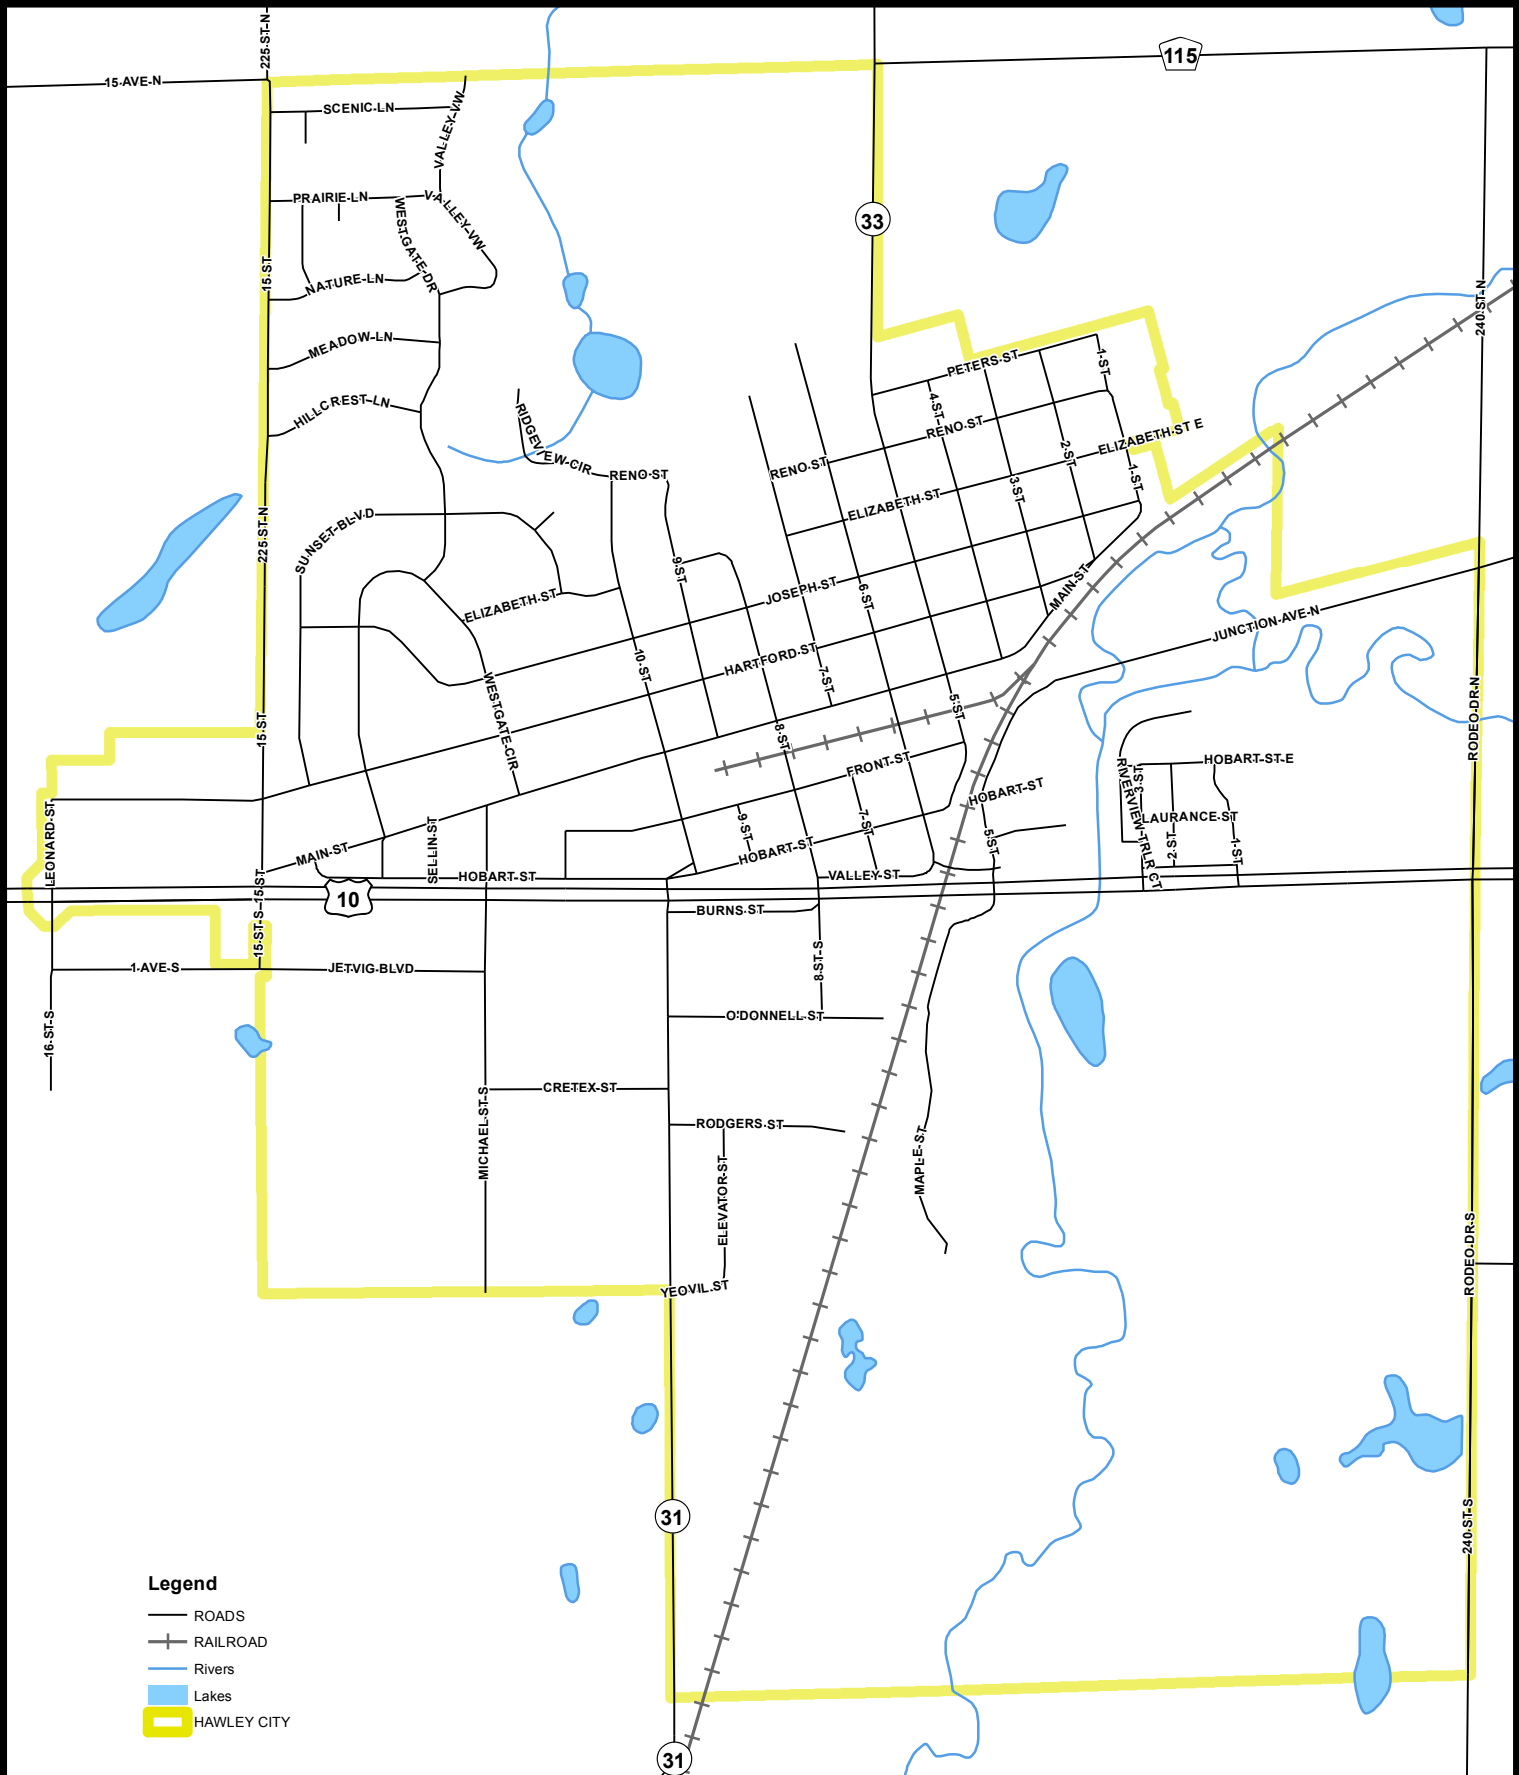 225 ST N
15 AVE N
115
SCENIC LN
VALLEY VW
PRAIRIE LN
VALLEY VW
WESTGATE DR
33
15 ST
NATURE LN
240 ST N
MEADOW LN
PETERS ST
1 ST
HILLCREST LN
RIDGEVIEW CIR
4 ST
RENO ST
2 ST
ELIZABETH ST E
RENO ST
RENO ST
3 ST
1 ST
ELIZABETH ST
SUNSET BLVD
225 ST N
9 ST
JOSEPH ST
6 ST
MAIN ST
ELIZABETH ST
JUNCTION AVE N
10 ST
HARTFORD ST
7 ST
WESTGATE CIR
5 ST
15 ST
8 ST
RODEO DR N
FRONT ST
HOBART ST E
HOBART ST
RIVERVIEW TRLR CT
3 ST
LEONARD ST
9 ST
7 ST
LAURANCE ST
SELLIN ST
MAIN ST
HOBART ST
5 ST
2 ST
1 ST
HOBART ST
VALLEY ST
15 ST
10
BURNS ST
15 ST S
8 ST S
1 AVE S
JETVIG BLVD
O'DONNELL ST
16 ST S
CRETEX ST
MICHAEL ST S
RODGERS ST
MAPLE ST
ELEVATOR ST
RODEO DR S
YEOVIL ST
31
240 ST S
Legend
ROADS
RAILROAD
Rivers
Lakes
HAWLEY CITY
31